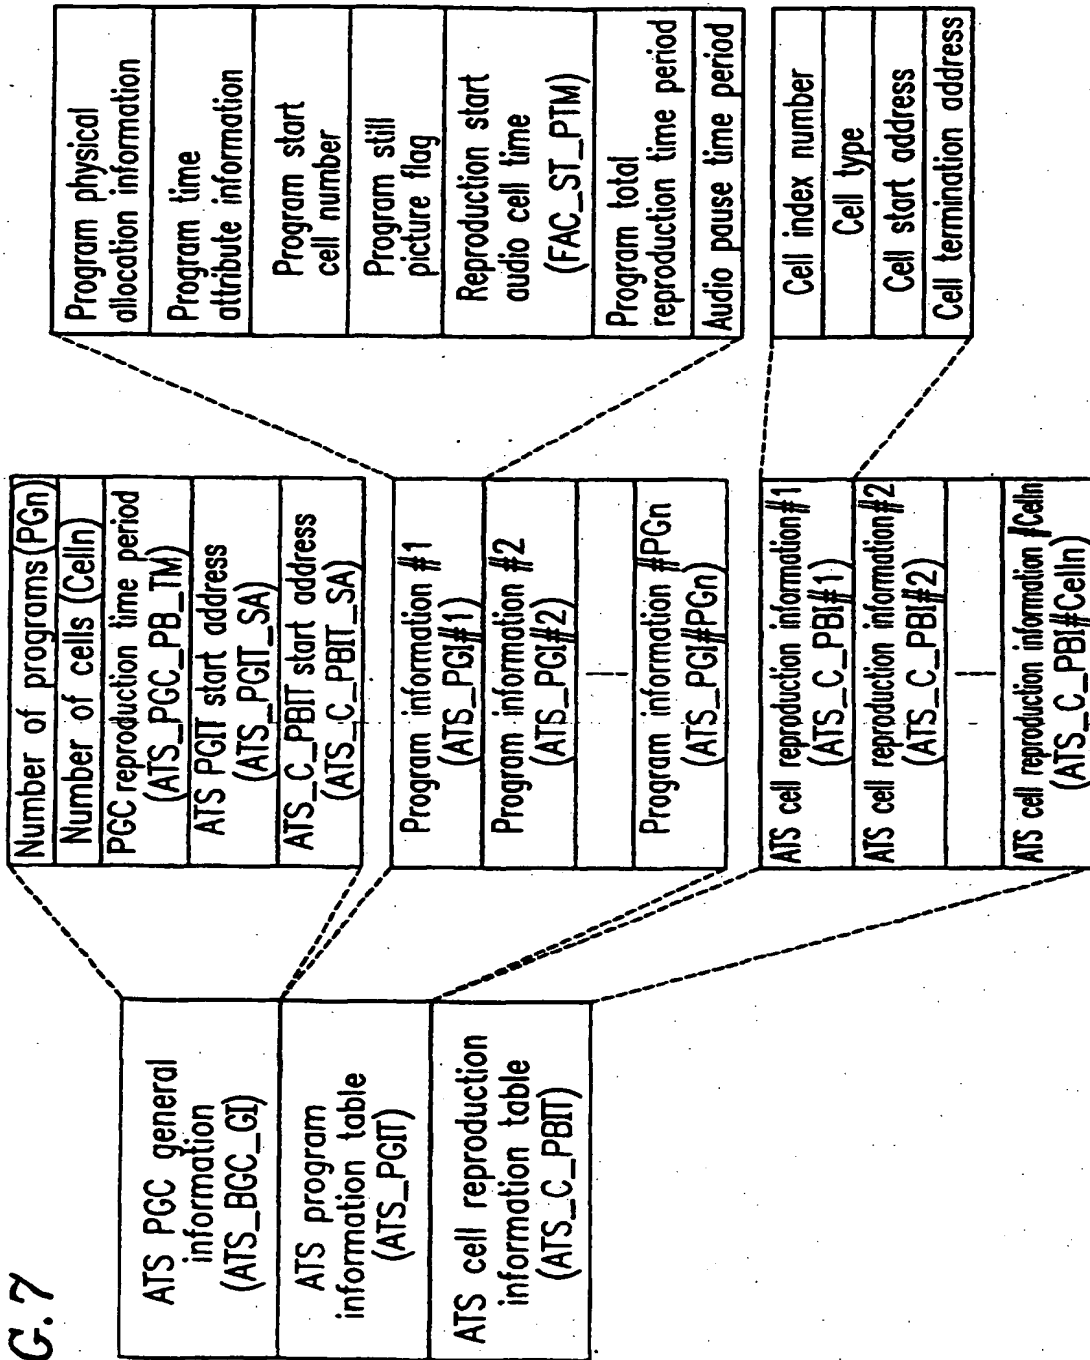 G.7
ATS PGC general
information
(ATS_BGC_GI)
ATS program
information table
(ATS_PGIT)
ATS cell reproduction
information table
(ATS_C_PBIT)
Number of programs(PGn)
Number of cells (Celln)
PGC reproduction time period
(ATS_PGC_PB_TM)
ATS PGIT start address
(ATS_PGIT_SA)
ATS_C_PBIT start address
(ATS_C_PBIT_SA)
Program information #1
(ATS_PGI#1)
Program information #2
(ATS_PGI#2)
Program information #PGn
(ATS_PGI#PGn)
ATS cell reproduction information#1
(ATS_C_PBI#1)
ATS cell reproduction information#2
(ATS_C_PBI#2)
ATS cell reproduction information #Celln
(ATS_C_PBI#Celln)
Program physical
allocation information
Program time
attribute information
Program start
cell number
Program still
picture flag
Reproduction start
audio cell time
(FAC_ST_PTM)
Program total
reproduction time period
Audio pause time period
Cell index number
Cell type
Cell start address
Cell termination address